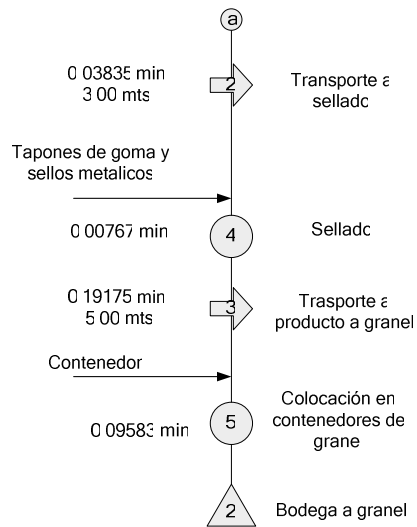 a
0.03835 min
3.00 mts
2
Transporte a
sellado
Tapones de goma y
sellos metalicos
0.00767 min
4
Sellado
0.19175 min
5.00 mts
3
Trasporte a
producto a granel
Contenedor
0.09583 min
5
Colocación en
contenedores de
grane
2
Bodega a granel